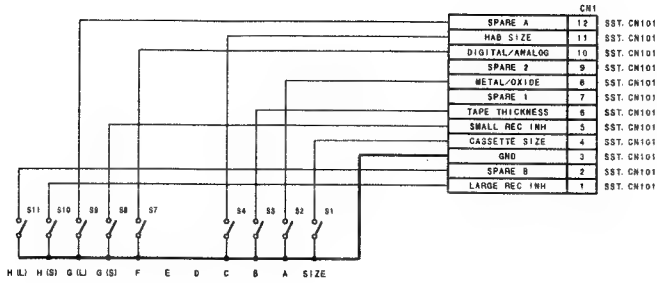 CN1
SPARE A 12 SST. CN101
HAB SIZE 11 SST. CN101
DIGITAL/ANALOG 10 SST. CN101
SPARE 2 9 SST. CN101
METAL/OXIDE 8 SST. CN101
SPARE 1 7 SST. CN101
TAPE THICKNESS 6 SST. CN101
SMALL REC INH 5 SST. CN101
CASSETTE SIZE 4 SST. CN101
GND 3 SST. CN101
SPARE B 2 SST. CN101
LARGE REC INH 1 SST. CN101
S11 S10 S9 S8 S7 S4 S3 S2 S1
H(L) H(S) G(L) G(S) F E D C B A SIZE